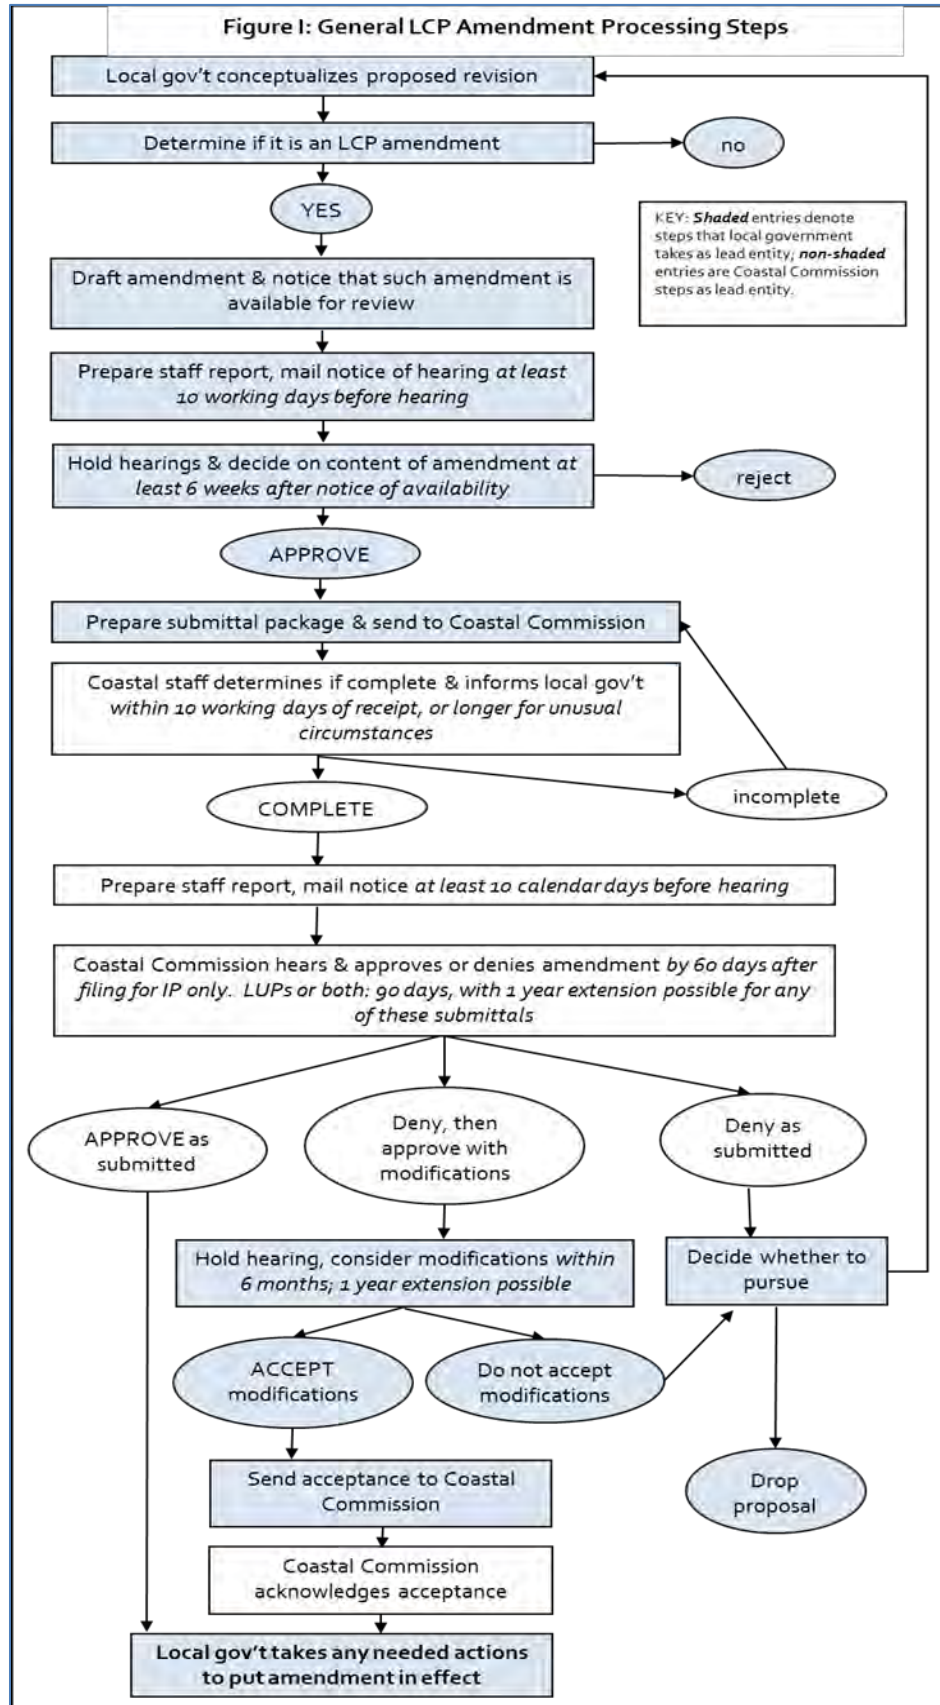 Figure I: General LCP Amendment Processing Steps
Local gov't conceptualizes proposed revision
Determine if it is an LCP amendment
no
YES
KEY: Shaded entries denote
steps that local government
takes as lead entity; non-shaded
entries are Coastal Commission
steps as lead entity.
Draft amendment & notice that such amendment is
available for review
Prepare staff report, mail notice of hearing at least
10 working days before hearing
Hold hearings & decide on content of amendment at
least 6 weeks after notice of availability
reject
APPROVE
Prepare submittal package & send to Coastal Commission
Coastal staff determines if complete & informs local gov't
within 10 working days of receipt, or longer for unusual
circumstances
incomplete
COMPLETE
Prepare staff report, mail notice at least 10 calendar days before hearing
Coastal Commission hears & approves or denies amendment by 60 days after
filing for IP only. LUPs or both: 90 days, with 1 year extension possible for any
of these submittals
APPROVE as
submitted
Deny, then
approve with
modifications
Deny as
submitted
Hold hearing, consider modifications within
6 months; 1 year extension possible
Decide whether to
pursue
ACCEPT
modifications
Do not accept
modifications
Send acceptance to Coastal
Commission
Drop
proposal
Coastal Commission
acknowledges acceptance
Local gov't takes any needed actions
to put amendment in effect